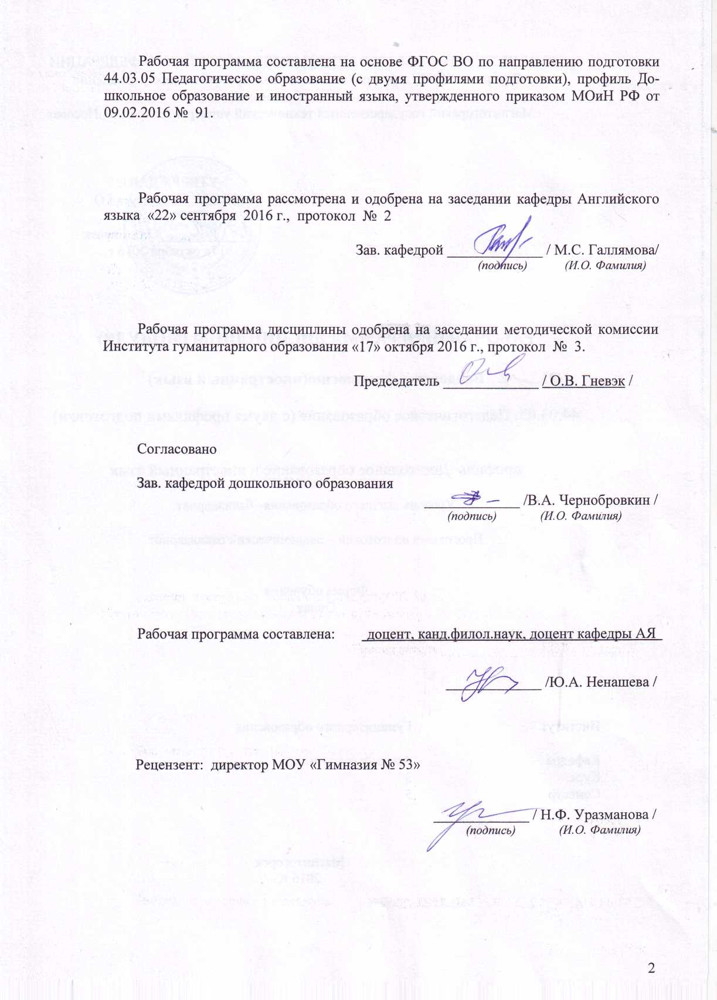 Рабочая программа составлена на основе ФГОС ВО по направлению подготовки
44.03.05 Педагогическое образование (с двумя профилями подготовки), профиль До-
школьное образование и иностранный языка, утвержденного приказом МОиН РФ от
09.02.2016 № 91.
Рабочая программа рассмотрена и одобрена на заседании кафедры Английского
языка «22» сентября 2016 г., протокол № 2
Зав. кафедрой _____________ / М.С. Галлямова/
(подпись) (И.О. Фамилия)
Рабочая программа дисциплины одобрена на заседании методической комиссии
Института гуманитарного образования «17» октября 2016 г., протокол № 3.
Председатель _____________ / О.В. Гневэк /
Согласовано
Зав. кафедрой дошкольного образования
_____________ /В.А. Чернобровкин /
(подпись) (И.О. Фамилия)
Рабочая программа составлена: доцент, канд.филол.наук, доцент кафедры АЯ
_____________ /Ю.А. Ненашева /
Рецензент: директор МОУ «Гимназия № 53»
_____________ / Н.Ф. Уразманова /
(подпись) (И.О. Фамилия)
2